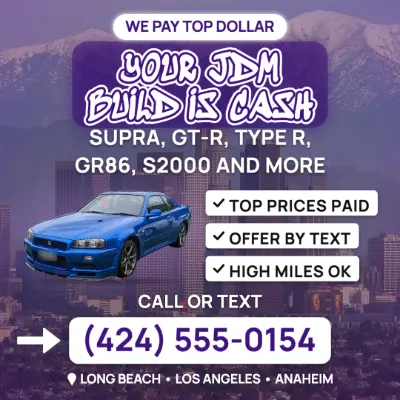 WE PAY TOP DOLLAR
YOUR JDM
BUILD IS CASH
SUPRA, GT-R, TYPE R,
GR86, S2000 AND MORE
TOP PRICES PAID
OFFER BY TEXT
HIGH MILES OK
CALL OR TEXT
(424) 555-0154
LONG BEACH • LOS ANGELES • ANAHEIM